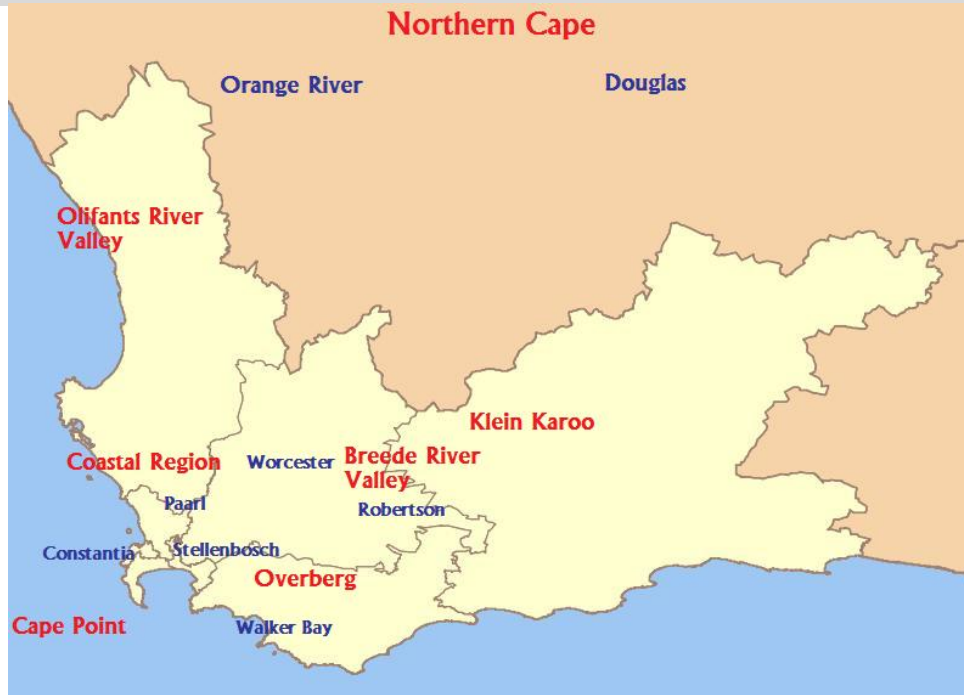 Northern Cape
Orange River
Douglas
Olifants River
Valley
Klein Karoo
Coastal Region
Worcester
Breede River
Valley
Paarl
Robertson
Constantia
Stellenbosch
Overberg
Cape Point
Walker Bay